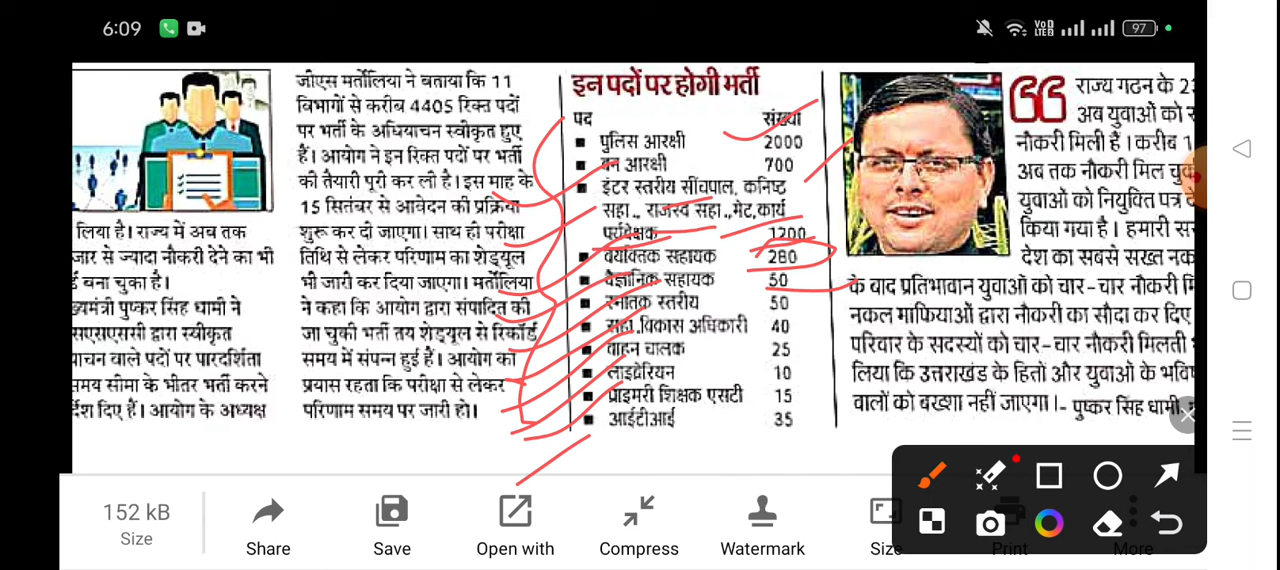 6:09
Vo) LTEB
97
लिया है। राज्य में अब तक
जार से ज्यादा नौकरी देने का भी
र्ड बना चुका है।
ख्यमंत्री पुष्कर सिंह धामी ने
सएसएससी द्वारा स्वीकृत
याचन वाले पदों पर पारदर्शिता
समय सीमा के भीतर भर्ती करने
र्देश दिए हैं। आयोग के अध्यक्ष
जीएस मर्तोलिया ने बताया कि 11
विभागों से करीब 4405 रिक्त पदों
पर भर्ती के अधियाचन स्वीकृत हुए
हैं। आयोग ने इन रिक्त पदों पर भर्ती
की तैयारी पूरी कर ली है। इस माह के
15 सितंबर से आवेदन की प्रक्रिया
शुरू कर दी जाएगा। साथ ही परीक्षा
तिथि से लेकर परिणाम का शेड्यूल
भी जारी कर दिया जाएगा। मर्तोलिया
ने कहा कि आयोग द्वारा संपादित की
जा चुकी भर्ती तय शेड्यूल से रिकॉर्ड
समय में संपन्न हुई हैं। आयोग का
प्रयास रहता कि परीक्षा से लेकर
परिणाम समय पर जारी हो।
इन पदों पर होगी भर्ती
पद संख्या
■ पुलिस आरक्षी 2000
■ वन आरक्षी 700
■ इंटर स्तरीय सींचपाल, कनिष्ट
सहा., राजस्व सहा.,मेट,कार्य
पर्यवेक्षक 1200
■ वैयक्तिक सहायक 280
■ वैज्ञानिक सहायक 50
■ स्नातक स्तरीय 50
■ सहा.विकास अधिकारी 40
■ वाहन चालक 25
■ लाइब्रेरियन 10
■ प्राइमरी शिक्षक एसटी 15
■ आईटीआई 35
राज्य गठन के 23
अब युवाओं को स
नौकरी मिली हैं। करीब 1
अब तक नौकरी मिल चुक
युवाओं को नियुक्ति पत्र दे
किया गया है। हमारी सर
देश का सबसे सख्त नक
के बाद प्रतिभावान युवाओं को चार-चार नौकरी मि
नकल माफियाओं द्वारा नौकरी का सौदा कर दिए
परिवार के सदस्यों को चार-चार नौकरी मिलती
लिया कि उत्तराखंड के हितों और युवाओं के भवि
वालों को बख्शा नहीं जाएगा।- पुष्कर सिंह धामी,
152 kB
Size
Share
Save
Open with
Compress
Watermark
Size
Print
More